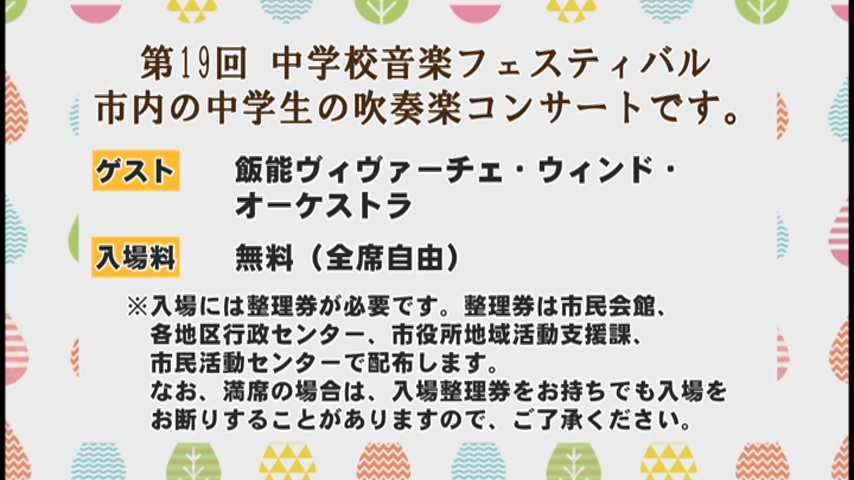 第19回 中学校音楽フェスティバル
市内の中学生の吹奏楽コンサートです。
ゲスト 飯能ヴィヴァーチェ・ウィンド・
オーケストラ
入場料 無料（全席自由）
※入場には整理券が必要です。整理券は市民会館、
各地区行政センター、市役所地域活動支援課、
市民活動センターで配布します。
なお、満席の場合は、入場整理券をお持ちでも入場を
お断りすることがありますので、ご了承ください。